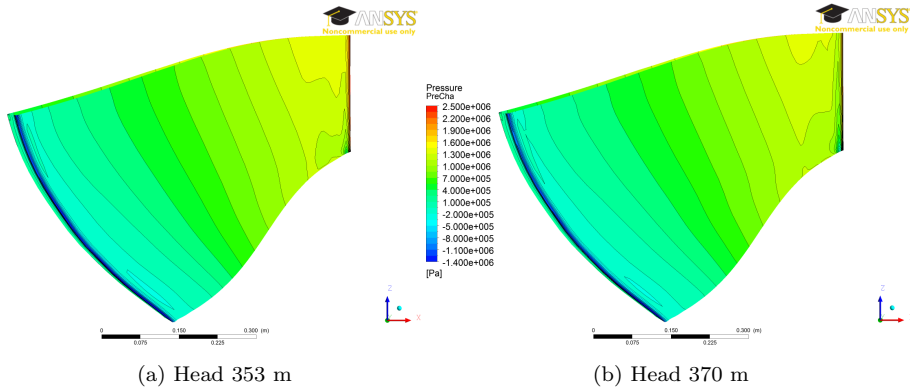 ANSYS
Noncommercial use only
ANSYS
Noncommercial use only
Pressure
PreCha
2.500e+006
2.200e+006
1.900e+006
1.600e+006
1.300e+006
1.000e+006
7.000e+005
4.000e+005
1.000e+005
-2.000e+005
-5.000e+005
-8.000e+005
-1.100e+006
-1.400e+006
[Pa]
Z
X
0 0.150 0.300 (m)
0.075 0.225
Z
0 0.150 0.300 (m)
0.075 0.225
(a) Head 353 m
(b) Head 370 m